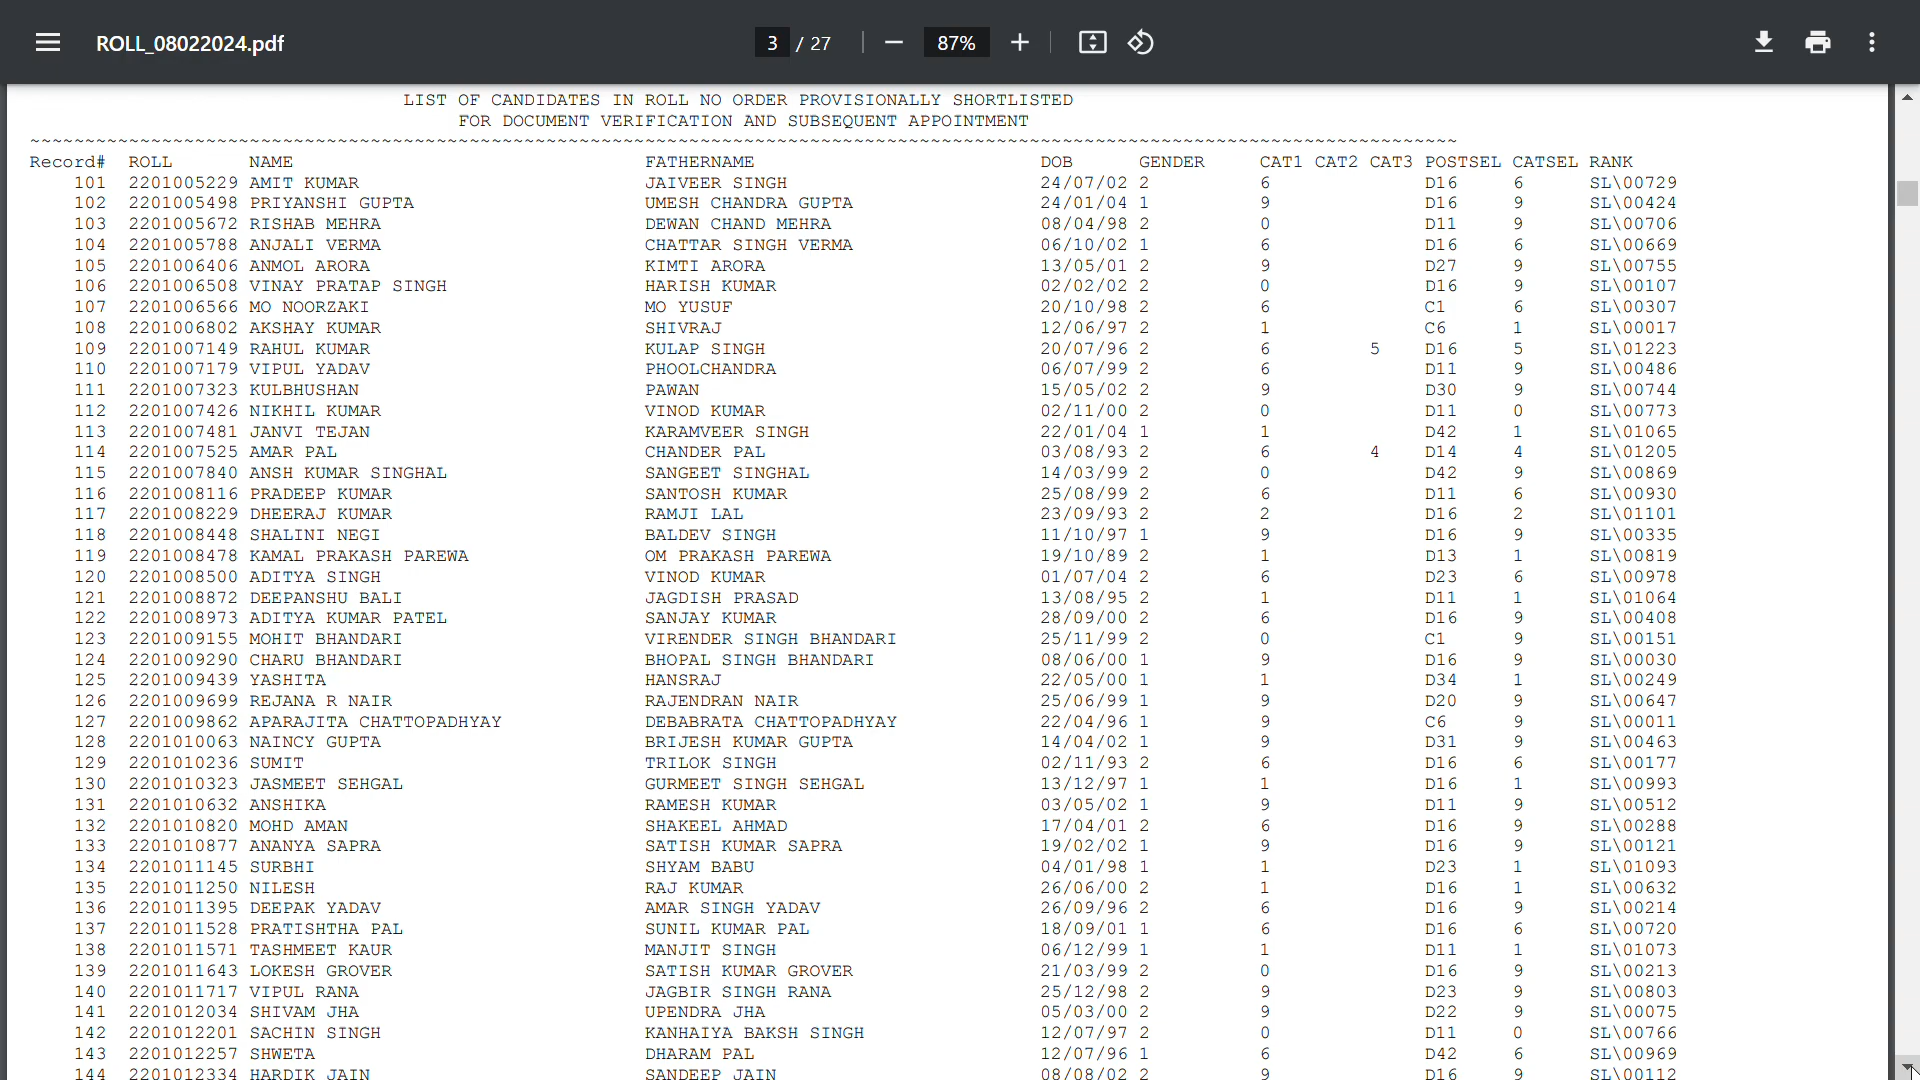 ROLL_08022024.pdf 3 / 27 87%
LIST OF CANDIDATES IN ROLL NO ORDER PROVISIONALLY SHORTLISTED
FOR DOCUMENT VERIFICATION AND SUBSEQUENT APPOINTMENT
Record# ROLL NAME FATHERNAME DOB GENDER CAT1 CAT2 CAT3 POSTSEL CATSEL RANK
101 2201005229 AMIT KUMAR JAIVEER SINGH 24/07/02 2 6 D16 6 SL\00729
102 2201005498 PRIYANSHI GUPTA UMESH CHANDRA GUPTA 24/01/04 1 9 D16 9 SL\00424
103 2201005672 RISHAB MEHRA DEWAN CHAND MEHRA 08/04/98 2 0 D11 9 SL\00706
104 2201005788 ANJALI VERMA CHATTAR SINGH VERMA 06/10/02 1 6 D16 6 SL\00669
105 2201006406 ANMOL ARORA KIMTI ARORA 13/05/01 2 9 D27 9 SL\00755
106 2201006508 VINAY PRATAP SINGH HARISH KUMAR 02/02/02 2 0 D16 9 SL\00107
107 2201006566 MO NOORZAKI MO YUSUF 20/10/98 2 6 C1 6 SL\00307
108 2201006802 AKSHAY KUMAR SHIVRAJ 12/06/97 2 1 C6 1 SL\00017
109 2201007149 RAHUL KUMAR KULAP SINGH 20/07/96 2 6 5 D16 5 SL\01223
110 2201007179 VIPUL YADAV PHOOLCHANDRA 06/07/99 2 6 D11 9 SL\00486
111 2201007323 KULBHUSHAN PAWAN 15/05/02 2 9 D30 9 SL\00744
112 2201007426 NIKHIL KUMAR VINOD KUMAR 02/11/00 2 0 D11 0 SL\00773
113 2201007481 JANVI TEJAN KARAMVEER SINGH 22/01/04 1 1 D42 1 SL\01065
114 2201007525 AMAR PAL CHANDER PAL 03/08/93 2 6 4 D14 4 SL\01205
115 2201007840 ANSH KUMAR SINGHAL SANGEET SINGHAL 14/03/99 2 0 D42 9 SL\00869
116 2201008116 PRADEEP KUMAR SANTOSH KUMAR 25/08/99 2 6 D11 6 SL\00930
117 2201008229 DHEERAJ KUMAR RAMJI LAL 23/09/93 2 2 D16 2 SL\01101
118 2201008448 SHALINI NEGI BALDEV SINGH 11/10/97 1 9 D16 9 SL\00335
119 2201008478 KAMAL PRAKASH PAREWA OM PRAKASH PAREWA 19/10/89 2 1 D13 1 SL\00819
120 2201008500 ADITYA SINGH VINOD KUMAR 01/07/04 2 6 D23 6 SL\00978
121 2201008872 DEEPANSHU BALI JAGDISH PRASAD 13/08/95 2 1 D11 1 SL\01064
122 2201008973 ADITYA KUMAR PATEL SANJAY KUMAR 28/09/00 2 6 D16 9 SL\00408
123 2201009155 MOHIT BHANDARI VIRENDER SINGH BHANDARI 25/11/99 2 0 C1 9 SL\00151
124 2201009290 CHARU BHANDARI BHOPAL SINGH BHANDARI 08/06/00 1 9 D16 9 SL\00030
125 2201009439 YASHITA HANSRAJ 22/05/00 1 1 D34 1 SL\00249
126 2201009699 REJANA R NAIR RAJENDRAN NAIR 25/06/99 1 9 D20 9 SL\00647
127 2201009862 APARAJITA CHATTOPADHYAY DEBABRATA CHATTOPADHYAY 22/04/96 1 9 C6 9 SL\00011
128 2201010063 NAINCY GUPTA BRIJESH KUMAR GUPTA 14/04/02 1 9 D31 9 SL\00463
129 2201010236 SUMIT TRILOK SINGH 02/11/93 2 6 D16 6 SL\00177
130 2201010323 JASMEET SEHGAL GURMEET SINGH SEHGAL 13/12/97 1 1 D16 1 SL\00993
131 2201010632 ANSHIKA RAMESH KUMAR 03/05/02 1 9 D11 9 SL\00512
132 2201010820 MOHD AMAN SHAKEEL AHMAD 17/04/01 2 6 D16 9 SL\00288
133 2201010877 ANANYA SAPRA SATISH KUMAR SAPRA 19/02/02 1 9 D16 9 SL\00121
134 2201011145 SURBHI SHYAM BABU 04/01/98 1 1 D23 1 SL\01093
135 2201011250 NILESH RAJ KUMAR 26/06/00 2 1 D16 1 SL\00632
136 2201011395 DEEPAK YADAV AMAR SINGH YADAV 26/09/96 2 6 D16 9 SL\00214
137 2201011528 PRATISHTHA PAL SUNIL KUMAR PAL 18/09/01 1 6 D16 6 SL\00720
138 2201011571 TASHMEET KAUR MANJIT SINGH 06/12/99 1 1 D11 1 SL\01073
139 2201011643 LOKESH GROVER SATISH KUMAR GROVER 21/03/99 2 0 D16 9 SL\00213
140 2201011717 VIPUL RANA JAGBIR SINGH RANA 25/12/98 2 9 D23 9 SL\00803
141 2201012034 SHIVAM JHA UPENDRA JHA 05/03/00 2 9 D22 9 SL\00075
142 2201012201 SACHIN SINGH KANHAIYA BAKSH SINGH 12/07/97 2 0 D11 0 SL\00766
143 2201012257 SHWETA DHARAM PAL 12/07/96 1 6 D42 6 SL\00969
144 2201012334 HARDIK JAIN SANDEEP JAIN 08/08/02 2 9 D16 9 SL\00112